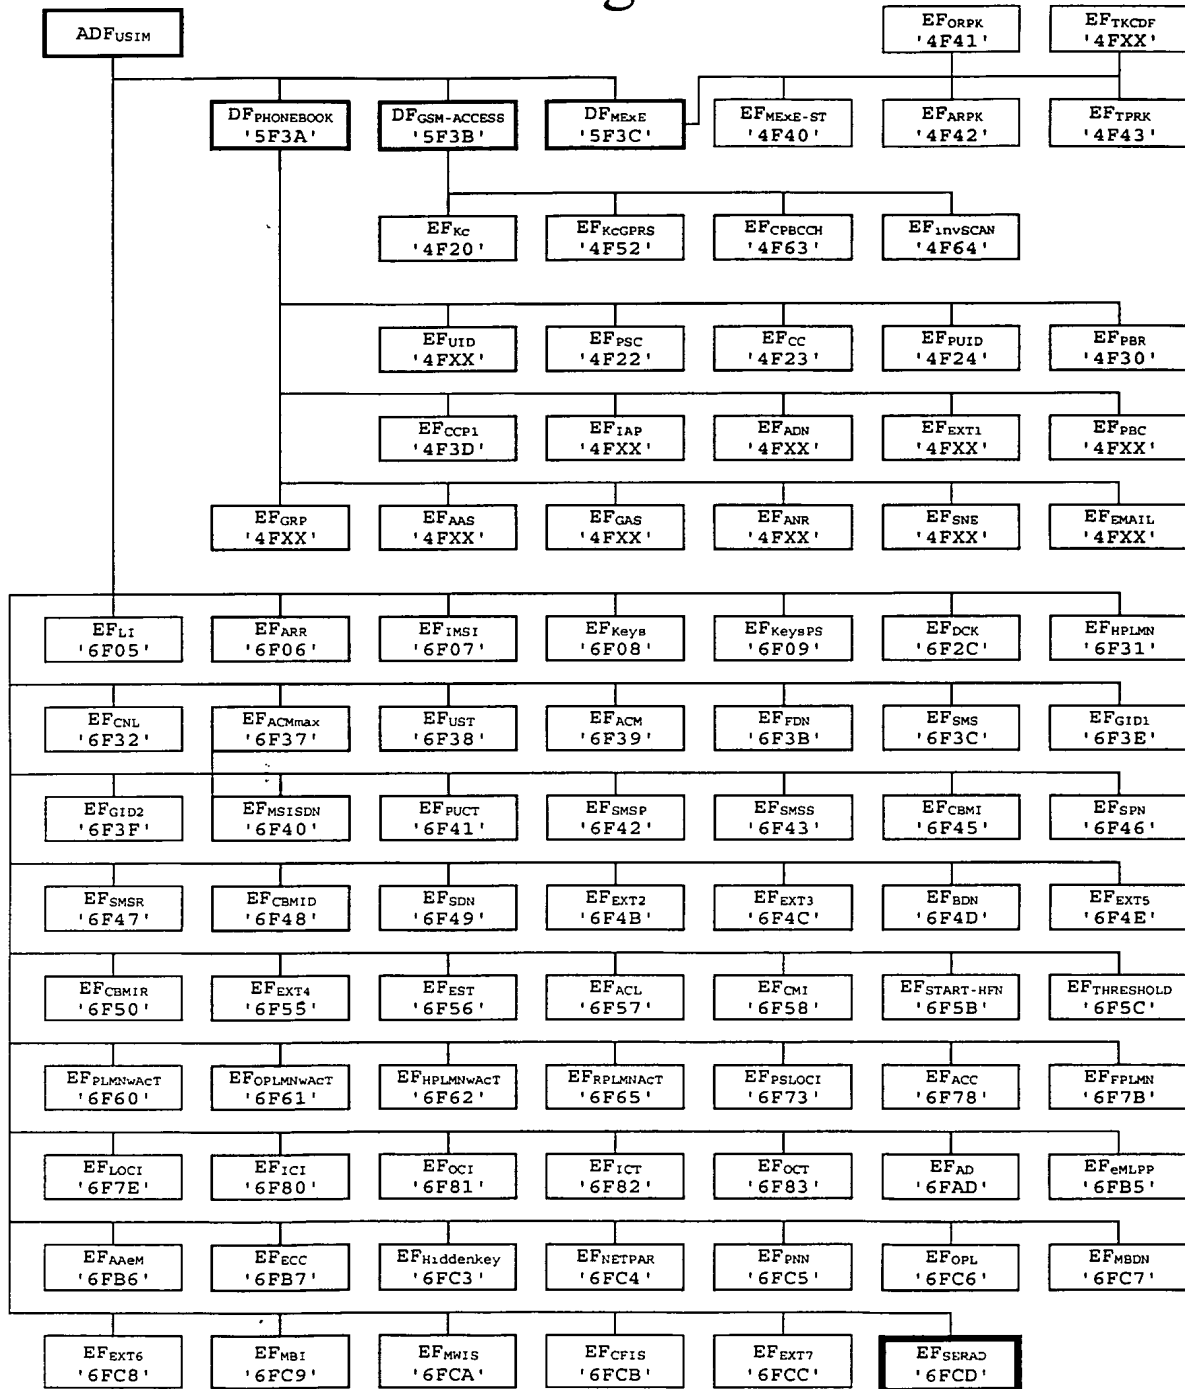 g
ADFUSIM
EFORPK
'4F41'
EFTKCDF
'4FXX'
DFPHONEBOOK
'5F3A'
DFGSM-ACCESS
'5F3B'
DFMExE
'5F3C'
EFMExE-ST
'4F40'
EFARPK
'4F42'
EFTPRK
'4F43'
EFKc
'4F20'
EFKcGPRS
'4F52'
EFCPBCCH
'4F63'
EFinvSCAN
'4F64'
EFUID
'4FXX'
EFPSC
'4F22'
EFCC
'4F23'
EFPUID
'4F24'
EFPBR
'4F30'
EFCCP1
'4F3D'
EFIAP
'4FXX'
EFADN
'4FXX'
EFEXT1
'4FXX'
EFPBC
'4FXX'
EFGRP
'4FXX'
EFAAS
'4FXX'
EFGAS
'4FXX'
EFANR
'4FXX'
EFSNE
'4FXX'
EFEMAIL
'4FXX'
EFLI
'6F05'
EFARR
'6F06'
EFIMSI
'6F07'
EFKeys
'6F08'
EFKeysPS
'6F09'
EFDCK
'6F2C'
EFHPLMN
'6F31'
EFCNL
'6F32'
EFACMmax
'6F37'
EFUST
'6F38'
EFACM
'6F39'
EFFDN
'6F3B'
EFSMS
'6F3C'
EFGID1
'6F3E'
EFGID2
'6F3F'
EFMSISDN
'6F40'
EFPUCT
'6F41'
EFSMSP
'6F42'
EFSMSS
'6F43'
EFCBMI
'6F45'
EFSPN
'6F46'
EFSMSR
'6F47'
EFCBMID
'6F48'
EFSDN
'6F49'
EFEXT2
'6F4B'
EFEXT3
'6F4C'
EFBDN
'6F4D'
EFEXT5
'6F4E'
EFCBMIR
'6F50'
EFEXT4
'6F55'
EFEST
'6F56'
EFACL
'6F57'
EFCMI
'6F58'
EFSTART-HFN
'6F5B'
EFTHRESHOLD
'6F5C'
EFPLMNwAcT
'6F60'
EFOPLMNwAcT
'6F61'
EFHPLMNwAcT
'6F62'
EFRPLMNAcT
'6F65'
EFPSLOCI
'6F73'
EFACC
'6F78'
EFFPLMN
'6F7B'
EFLOCI
'6F7E'
EFICI
'6F80'
EFOCI
'6F81'
EFICT
'6F82'
EFOCT
'6F83'
EFAD
'6FAD'
EFeMLPP
'6FB5'
EFAAeM
'6FB6'
EFECC
'6FB7'
EFHiddenkey
'6FC3'
EFNETPAR
'6FC4'
EFPNN
'6FC5'
EFOPL
'6FC6'
EFMBDN
'6FC7'
EFEXT6
'6FC8'
EFMBI
'6FC9'
EFMWIS
'6FCA'
EFCFIS
'6FCB'
EFEXT7
'6FCC'
EFSERAD
'6FCD'